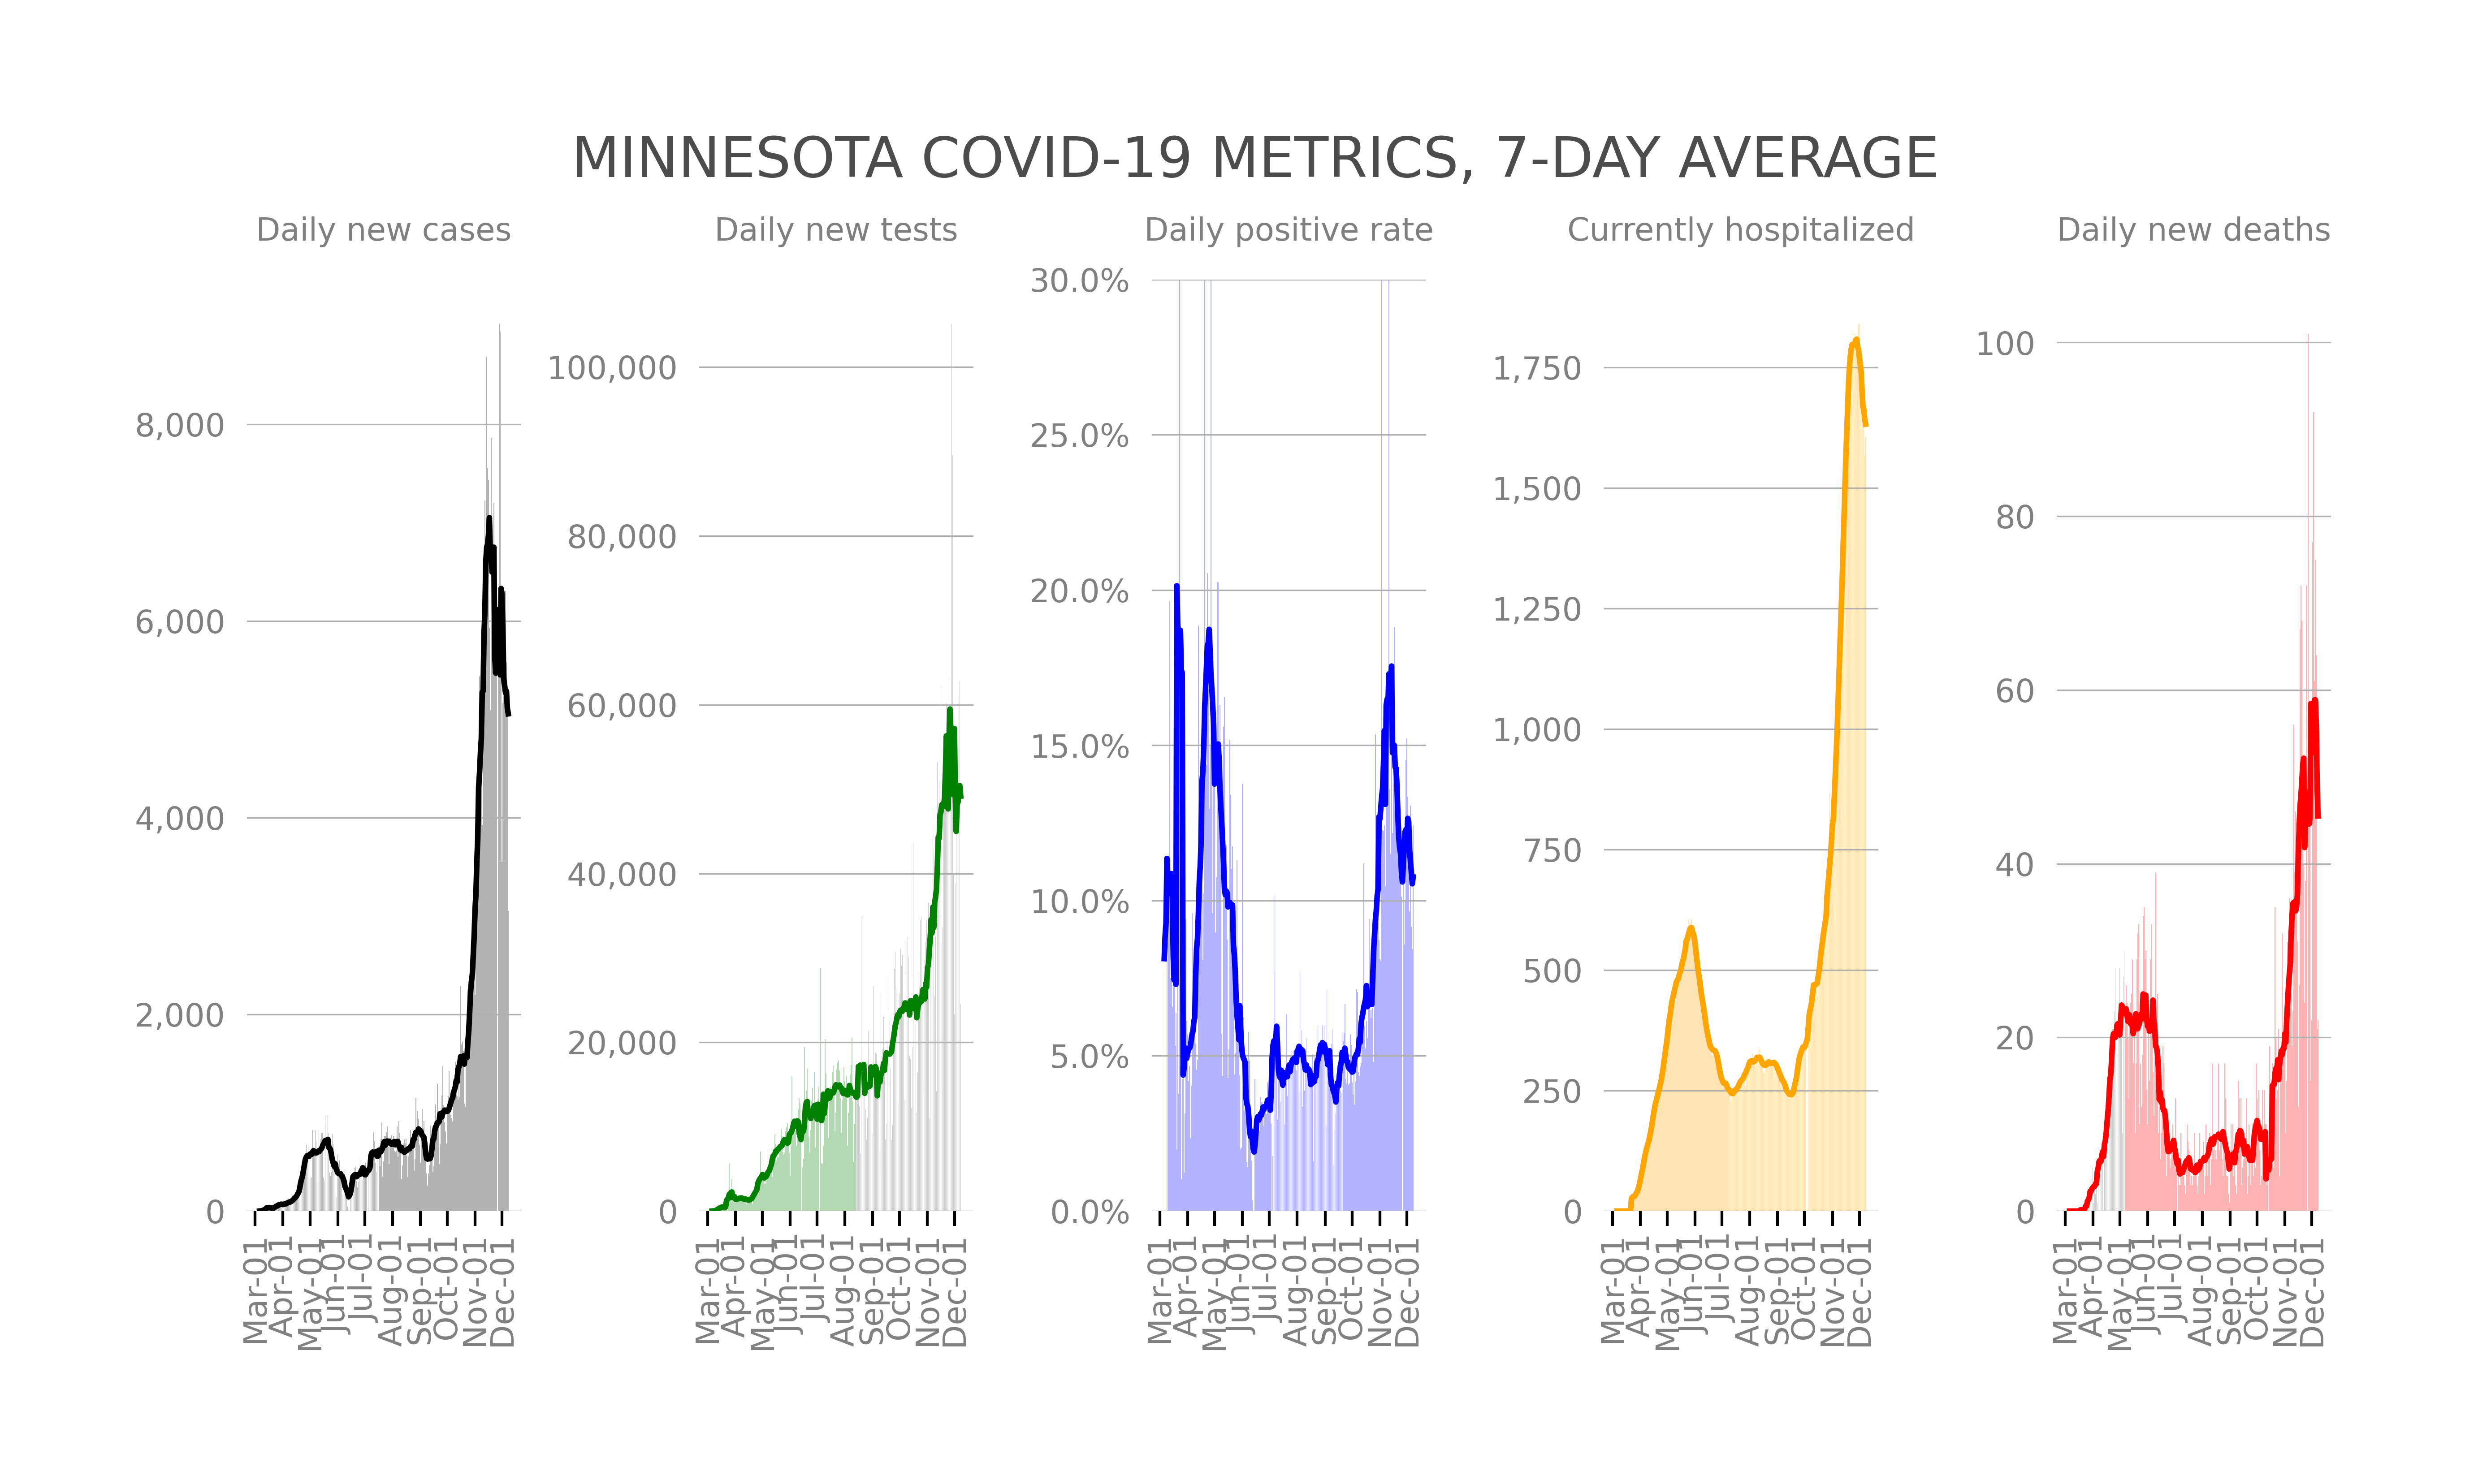 MINNESOTA COVID-19 METRICS, 7-DAY AVERAGE
Daily new cases
8,000
6,000
4,000
2,000
0
Mar-01
Apr-01
May-01
Jun-01
Jul-01
Aug-01
Sep-01
Oct-01
Nov-01
Dec-01
Daily new tests
100,000
80,000
60,000
40,000
20,000
0
Mar-01
Apr-01
May-01
Jun-01
Jul-01
Aug-01
Sep-01
Oct-01
Nov-01
Dec-01
Daily positive rate
30.0%
25.0%
20.0%
15.0%
10.0%
5.0%
0.0%
Mar-01
Apr-01
May-01
Jun-01
Jul-01
Aug-01
Sep-01
Oct-01
Nov-01
Dec-01
Currently hospitalized
1,750
1,500
1,250
1,000
750
500
250
0
Mar-01
Apr-01
May-01
Jun-01
Jul-01
Aug-01
Sep-01
Oct-01
Nov-01
Dec-01
Daily new deaths
100
80
60
40
20
0
Mar-01
Apr-01
May-01
Jun-01
Jul-01
Aug-01
Sep-01
Oct-01
Nov-01
Dec-01